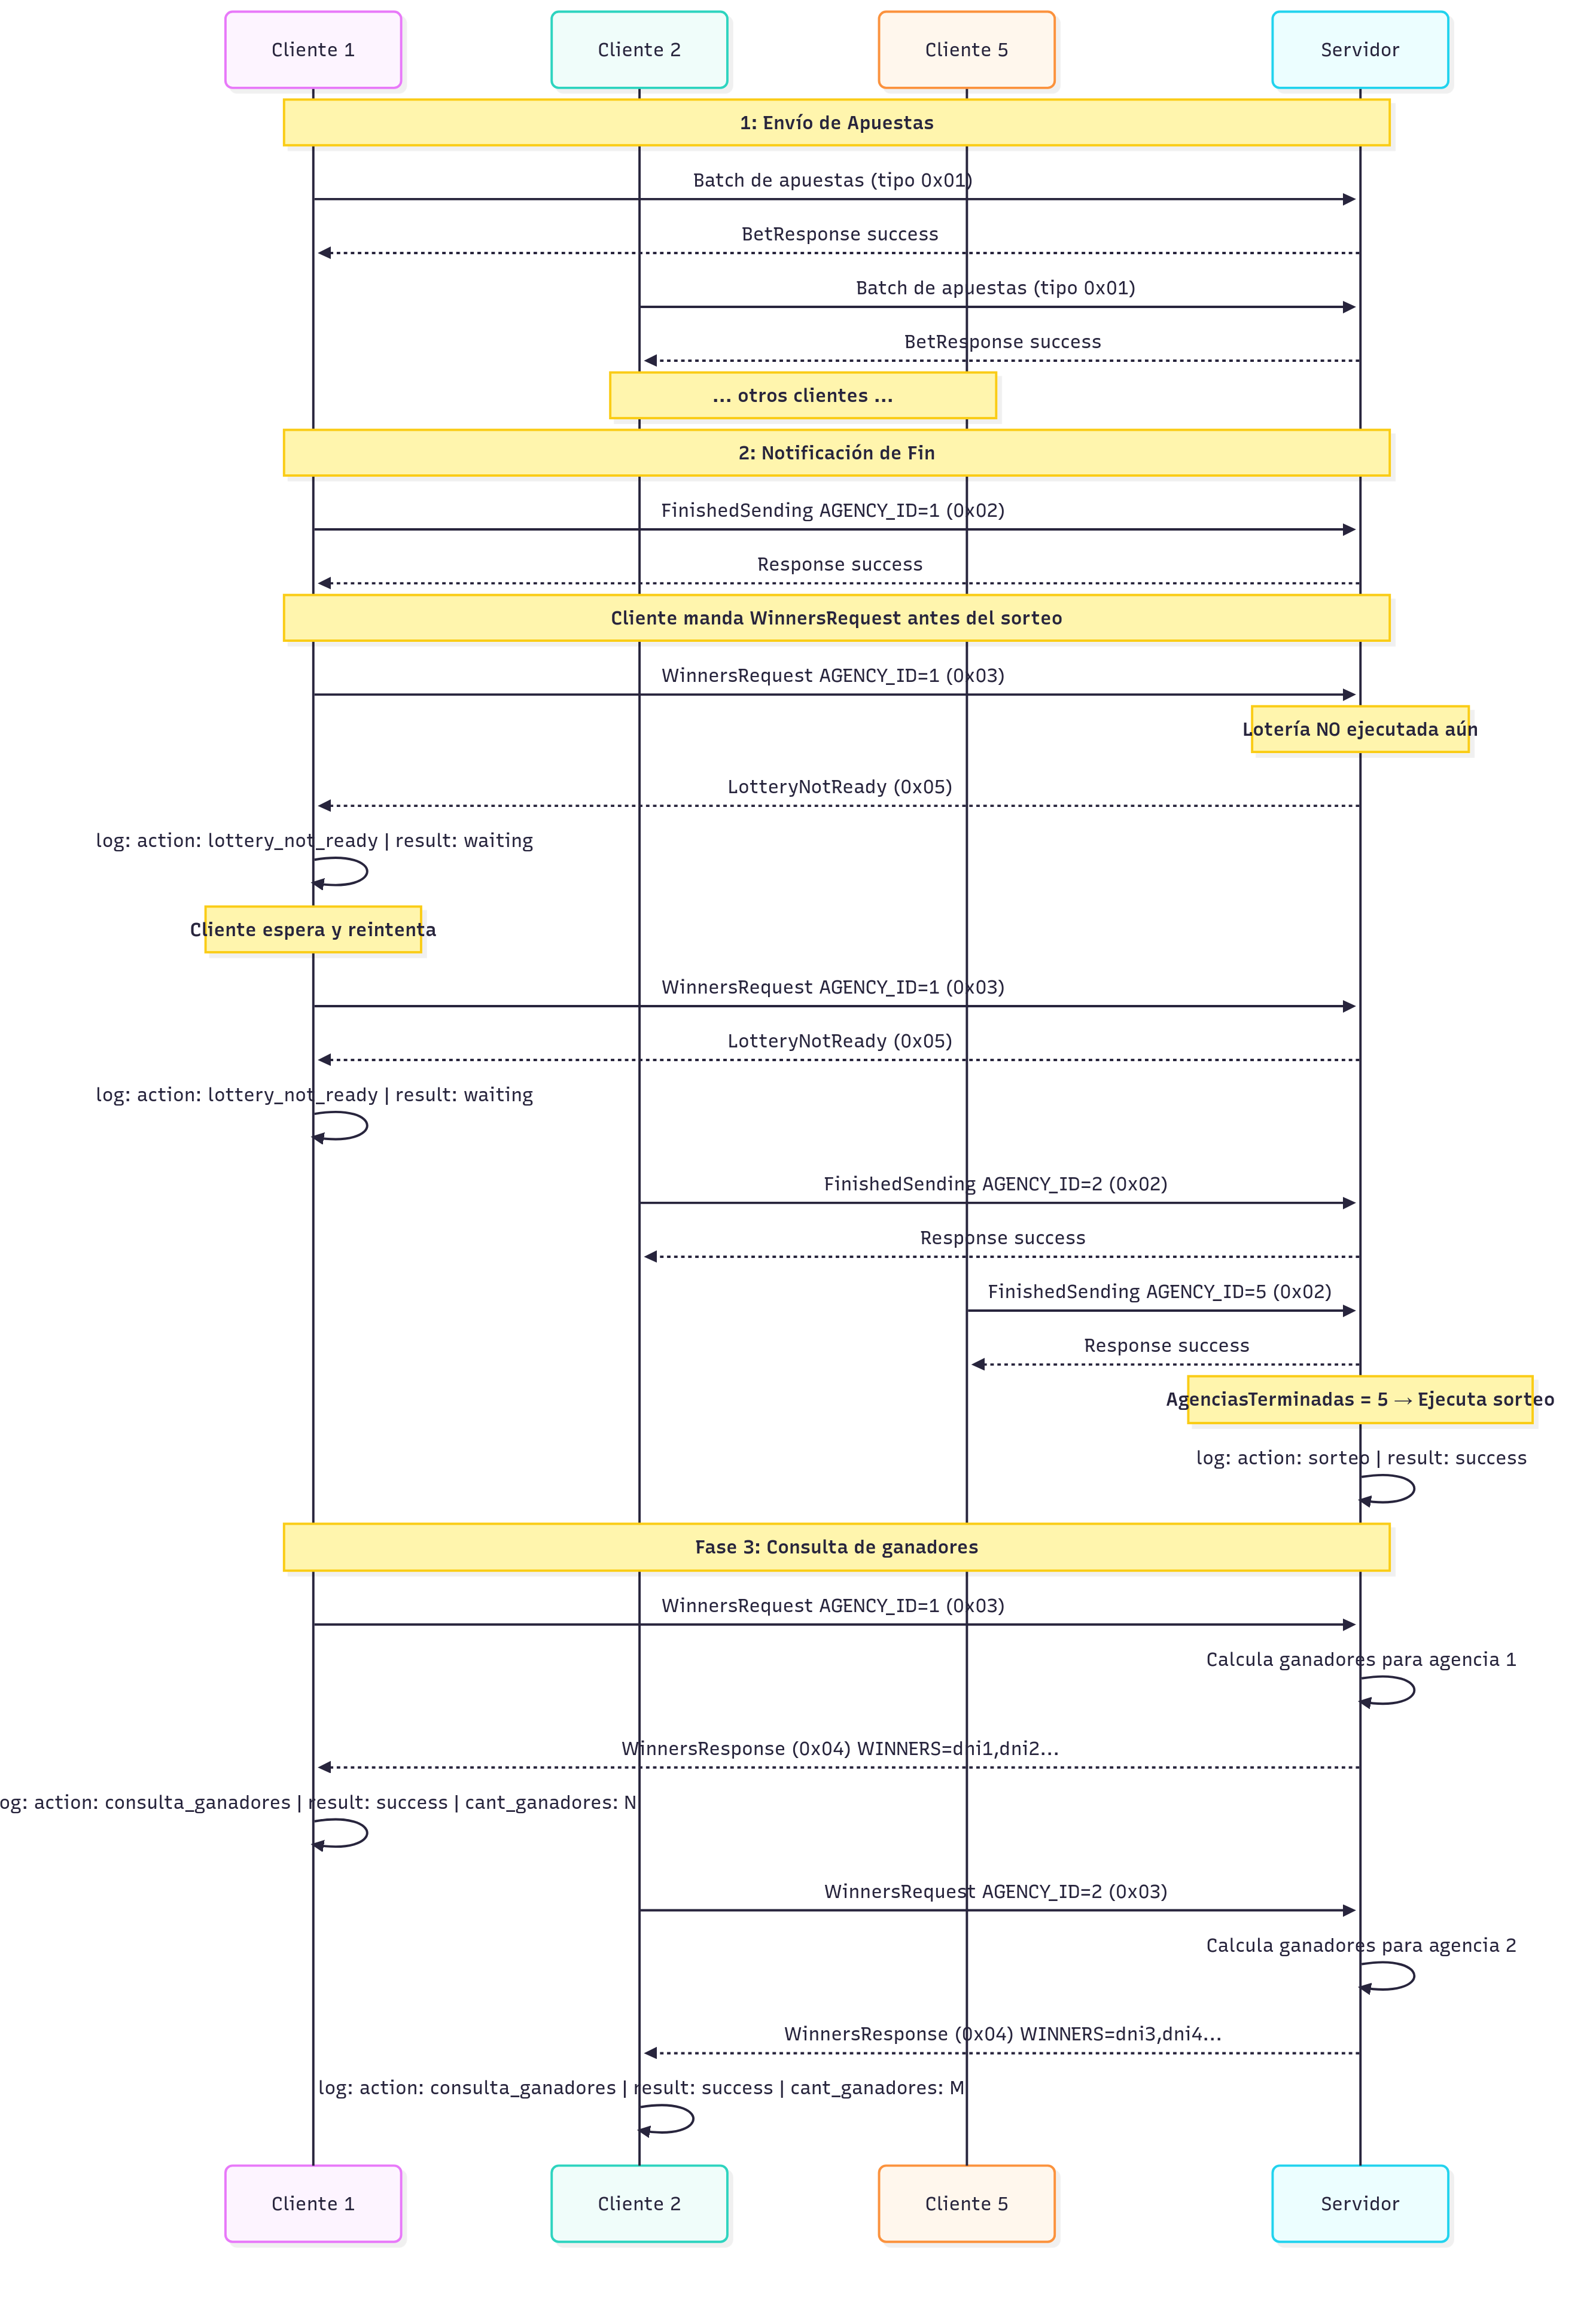 Cliente 1
Cliente 2
Cliente 5
Servidor
1: Envío de Apuestas
Batch de apuestas (tipo 0x01)
BetResponse success
Batch de apuestas (tipo 0x01)
BetResponse success
... otros clientes ...
2: Notificación de Fin
FinishedSending AGENCY_ID=1 (0x02)
Response success
Cliente manda WinnersRequest antes del sorteo
WinnersRequest AGENCY_ID=1 (0x03)
Lotería NO ejecutada aún
LotteryNotReady (0x05)
log: action: lottery_not_ready | result: waiting
Cliente espera y reintenta
WinnersRequest AGENCY_ID=1 (0x03)
LotteryNotReady (0x05)
log: action: lottery_not_ready | result: waiting
FinishedSending AGENCY_ID=2 (0x02)
Response success
FinishedSending AGENCY_ID=5 (0x02)
Response success
AgenciasTerminadas = 5 → Ejecuta sorteo
log: action: sorteo | result: success
Fase 3: Consulta de ganadores
WinnersRequest AGENCY_ID=1 (0x03)
Calcula ganadores para agencia 1
WinnersResponse (0x04) WINNERS=dni1,dni2...
og: action: consulta_ganadores | result: success | cant_ganadores: N
WinnersRequest AGENCY_ID=2 (0x03)
Calcula ganadores para agencia 2
WinnersResponse (0x04) WINNERS=dni3,dni4...
log: action: consulta_ganadores | result: success | cant_ganadores: M
Cliente 1
Cliente 2
Cliente 5
Servidor